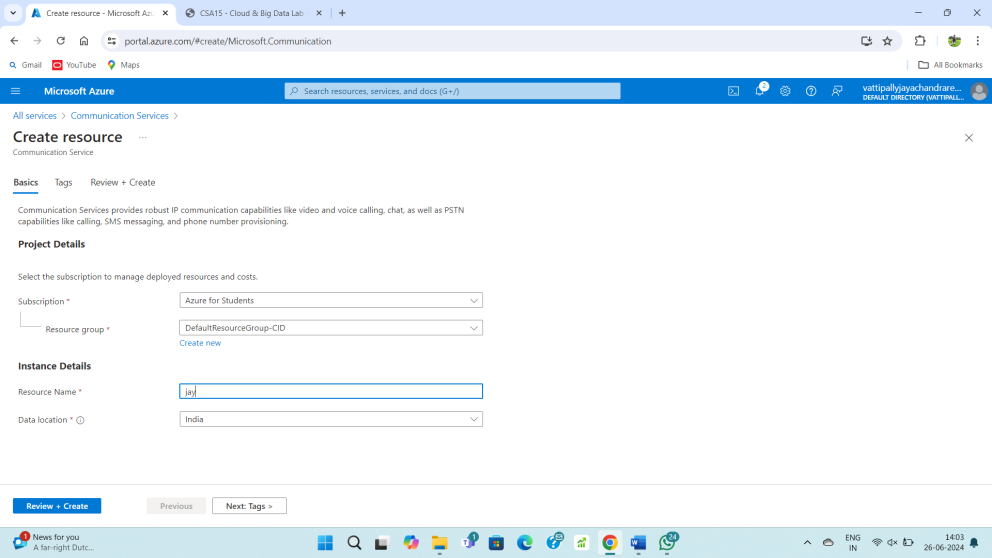 Create resource - Microsoft Azu
CSA15 - Cloud & Big Data Lab
portal.azure.com/#create/Microsoft.Communication
Gmail YouTube Maps All Bookmarks
Microsoft Azure
Search resources, services, and docs (G+/)
2
vattipallyjayachandrare...
DEFAULT DIRECTORY (VATTIPALL...
All services > Communication Services >
Create resource ...
Communication Service
Basics Tags Review + Create
Communication Services provides robust IP communication capabilities like video and voice calling, chat, as well as PSTN
capabilities like calling, SMS messaging, and phone number provisioning.
Project Details
Select the subscription to manage deployed resources and costs.
Subscription * Azure for Students
Resource group * DefaultResourceGroup-CID
Create new
Instance Details
Resource Name * jay
Data location * India
Review + Create Previous Next: Tags >
1
News for you
A far-right Dutc...
1
24
ENG
IN
14:03
26-06-2024